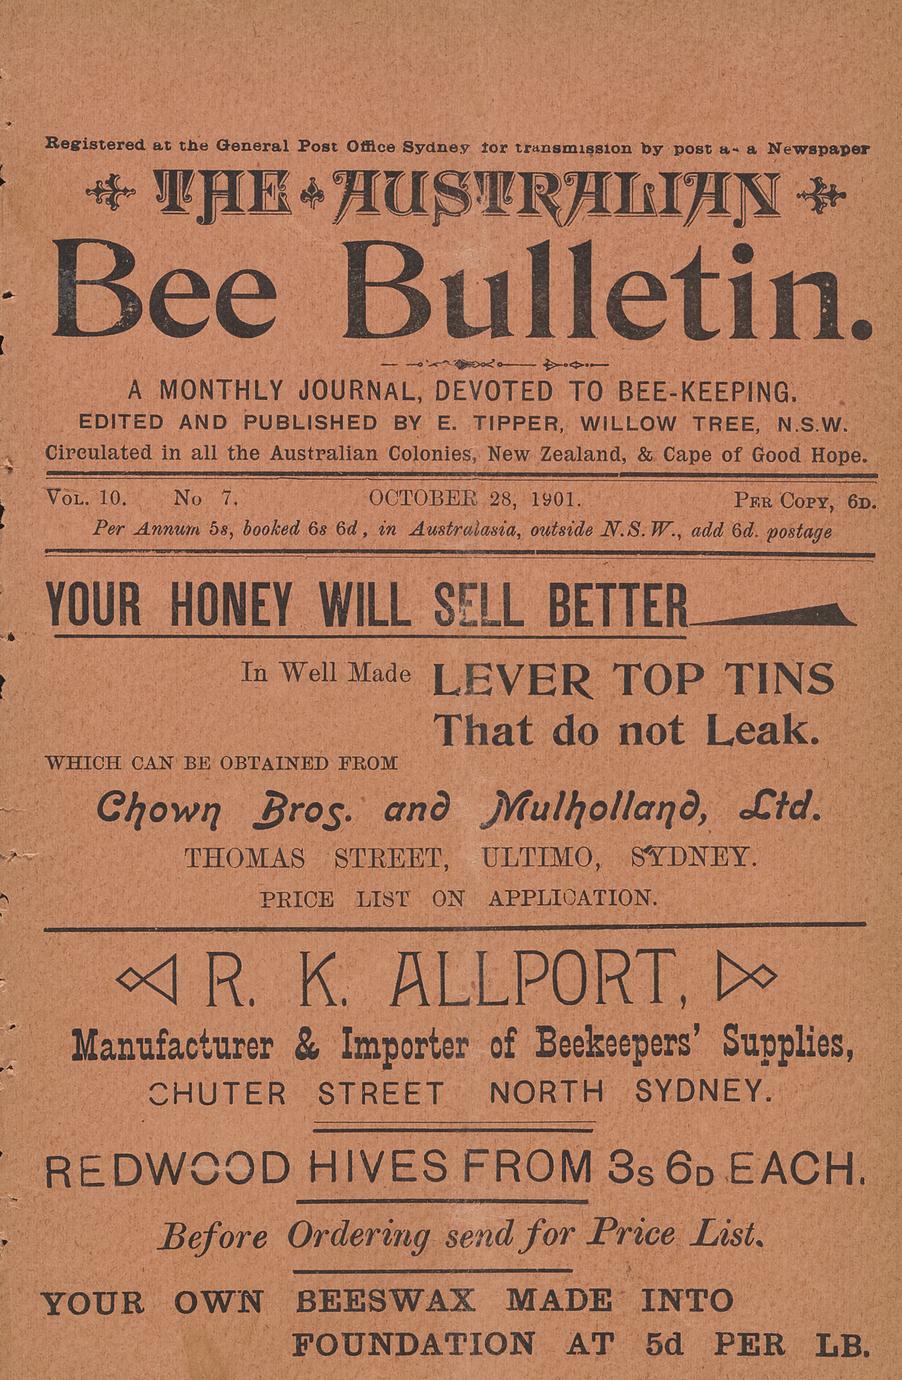 Registered at the General Post Office Sydney for transmission by post a- a Newspaper
THE AUSTRALIAN
Bee Bulletin.
A MONTHLY JOURNAL, DEVOTED TO BEE-KEEPING.
EDITED AND PUBLISHED BY E. TIPPER, WILLOW TREE, N.S.W.
Circulated in all the Australian Colonies, New Zealand, & Cape of Good Hope.
VOL. 10. No 7. OCTOBER 28, 1901. PER COPY, 6D.
Per Annum 5s, booked 6s 6d, in Australasia, outside N.S.W., add 6d. postage
YOUR HONEY WILL SELL BETTER
In Well Made LEVER TOP TINS
That do not Leak.
WHICH CAN BE OBTAINED FROM
Chown Bros. and Mulholland, Ltd.
THOMAS STREET, ULTIMO, SYDNEY.
PRICE LIST ON APPLICATION.
R. K. ALLPORT,
Manufacturer & Importer of Beekeepers' Supplies,
CHUTER STREET NORTH SYDNEY.
REDWOOD HIVES FROM 3s 6D EACH.
Before Ordering send for Price List.
YOUR OWN BEESWAX MADE INTO
FOUNDATION AT 5d PER LB.